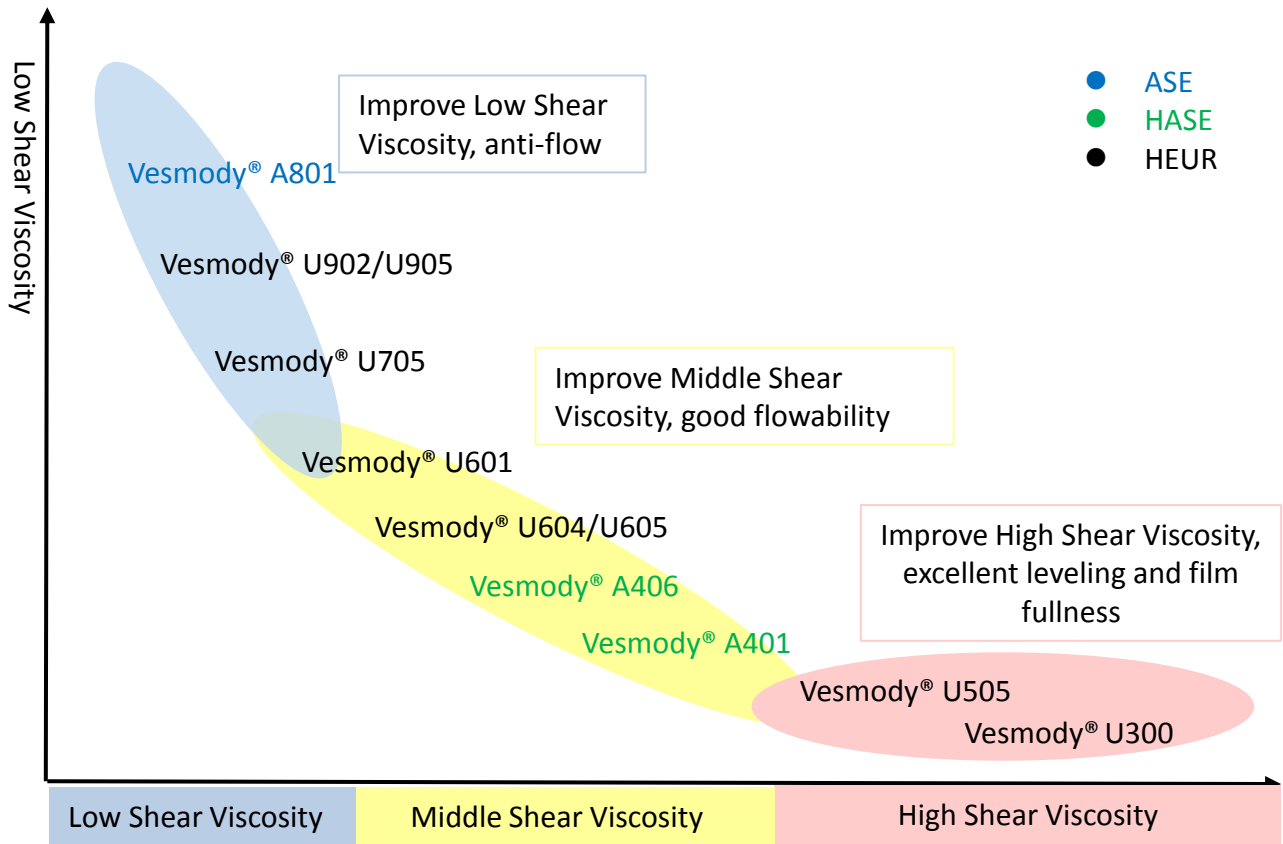 Low Shear Viscosity
Improve Low Shear
Viscosity, anti-flow
ASE
HASE
HEUR
Vesmody® A801
Vesmody® U902/U905
Vesmody® U705
Improve Middle Shear
Viscosity, good flowability
Vesmody® U601
Vesmody® U604/U605
Vesmody® A406
Vesmody® A401
Improve High Shear Viscosity,
excellent leveling and film
fullness
Vesmody® U505
Vesmody® U300
Low Shear Viscosity
Middle Shear Viscosity
High Shear Viscosity